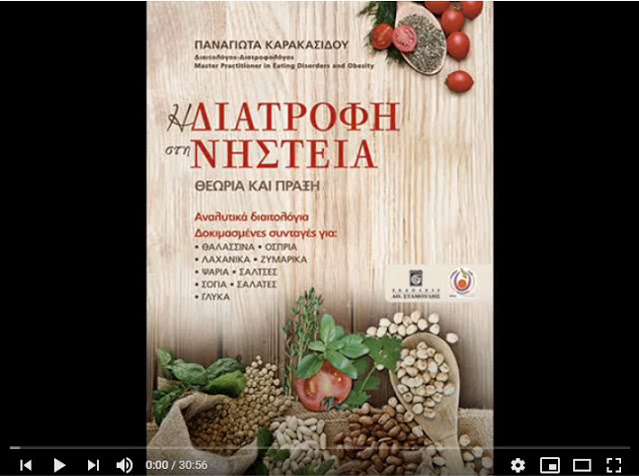 ΠΑΝΑΓΙΩΤΑ ΚΑΡΑΚΑΣΙΔΟΥ
Διαιτολόγος-Διατροφολόγος
Master Practitioner in Eating Disorders and Obesity
Η ΔΙΑΤΡΟΦΗ
στη ΝΗΣΤΕΙΑ
ΘΕΩΡΙΑ ΚΑΙ ΠΡΑΞΗ
Αναλυτικά διαιτολόγια
Δοκιμασμένες συνταγές για:
• ΘΑΛΑΣΣΙΝΑ • ΟΣΠΡΙΑ
• ΛΑΧΑΝΙΚΑ • ΖΥΜΑΡΙΚΑ
• ΨΑΡΙΑ • ΣΑΛΤΣΕΣ
• ΣΟΓΙΑ • ΣΑΛΑΤΕΣ
• ΓΛΥΚΑ
ΕΚΔΟΣΕΙΣ
ΑΘ. ΣΤΑΜΟΥΛΗΣ
0:00 / 30:56